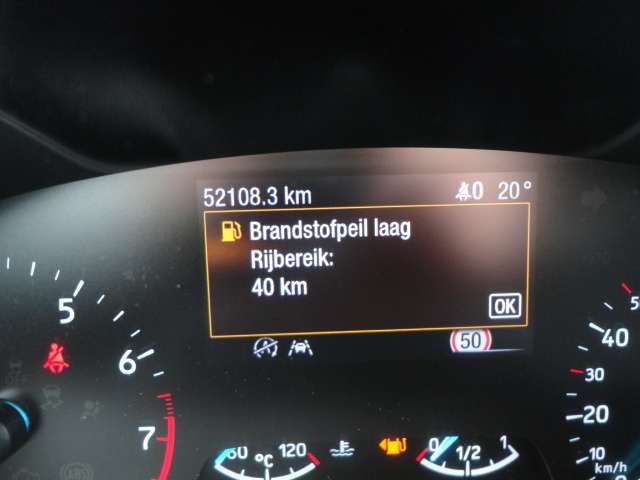 52108.3 km 0 20°
Brandstofpeil laag
Rijbereik:
40 km
OK
50
5
6
7
60 °C 120
0 1/2 1
40
30
20
10
km/h